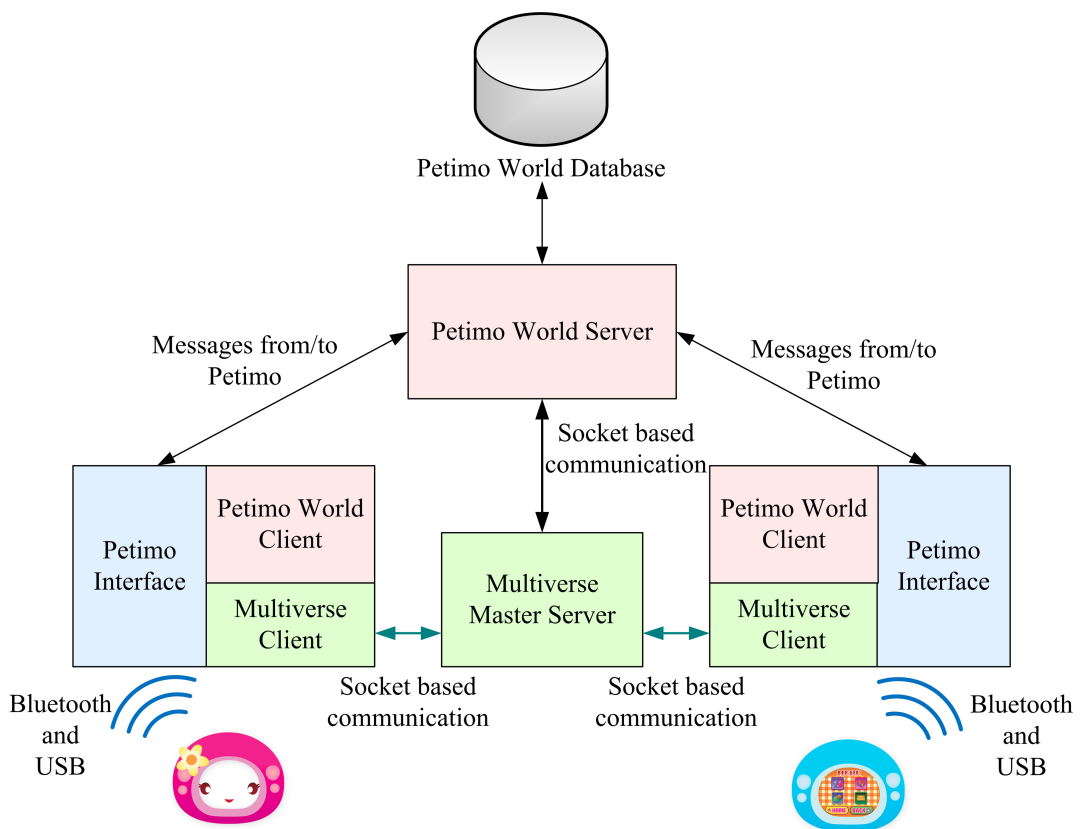 Petimo World Database
Petimo World Server
Messages from/to
Petimo
Messages from/to
Petimo
Socket based
communication
Petimo
Interface
Petimo World
Client
Multiverse
Client
Multiverse
Master Server
Petimo World
Client
Multiverse
Client
Petimo
Interface
Socket based
communication
Socket based
communication
Bluetooth
and
USB
Bluetooth
and
USB
HOME
BACK